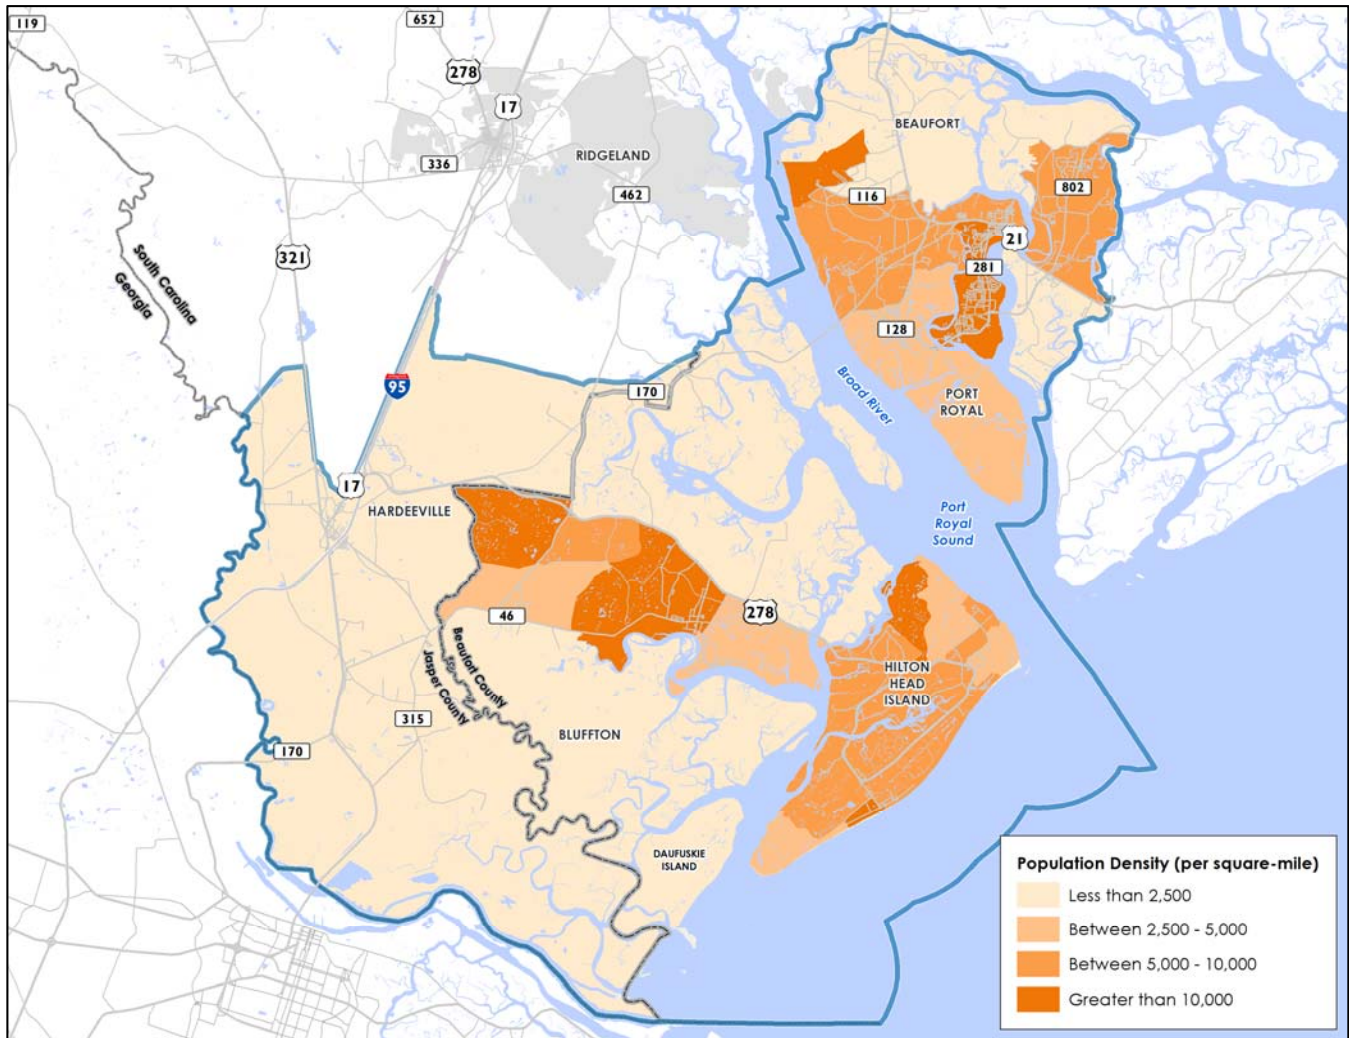 119
652
278
17
336
RIDGELAND
462
BEAUFORT
802
116
21
281
321
South Carolina
Georgia
128
95
170
Broad River
PORT
ROYAL
17
HARDEEVILLE
Port
Royal
Sound
46
278
HILTON
HEAD
ISLAND
Beaufort County
Jasper County
315
BLUFFTON
170
DAUFUSKIE
ISLAND
Population Density (per square-mile)
Less than 2,500
Between 2,500 - 5,000
Between 5,000 - 10,000
Greater than 10,000